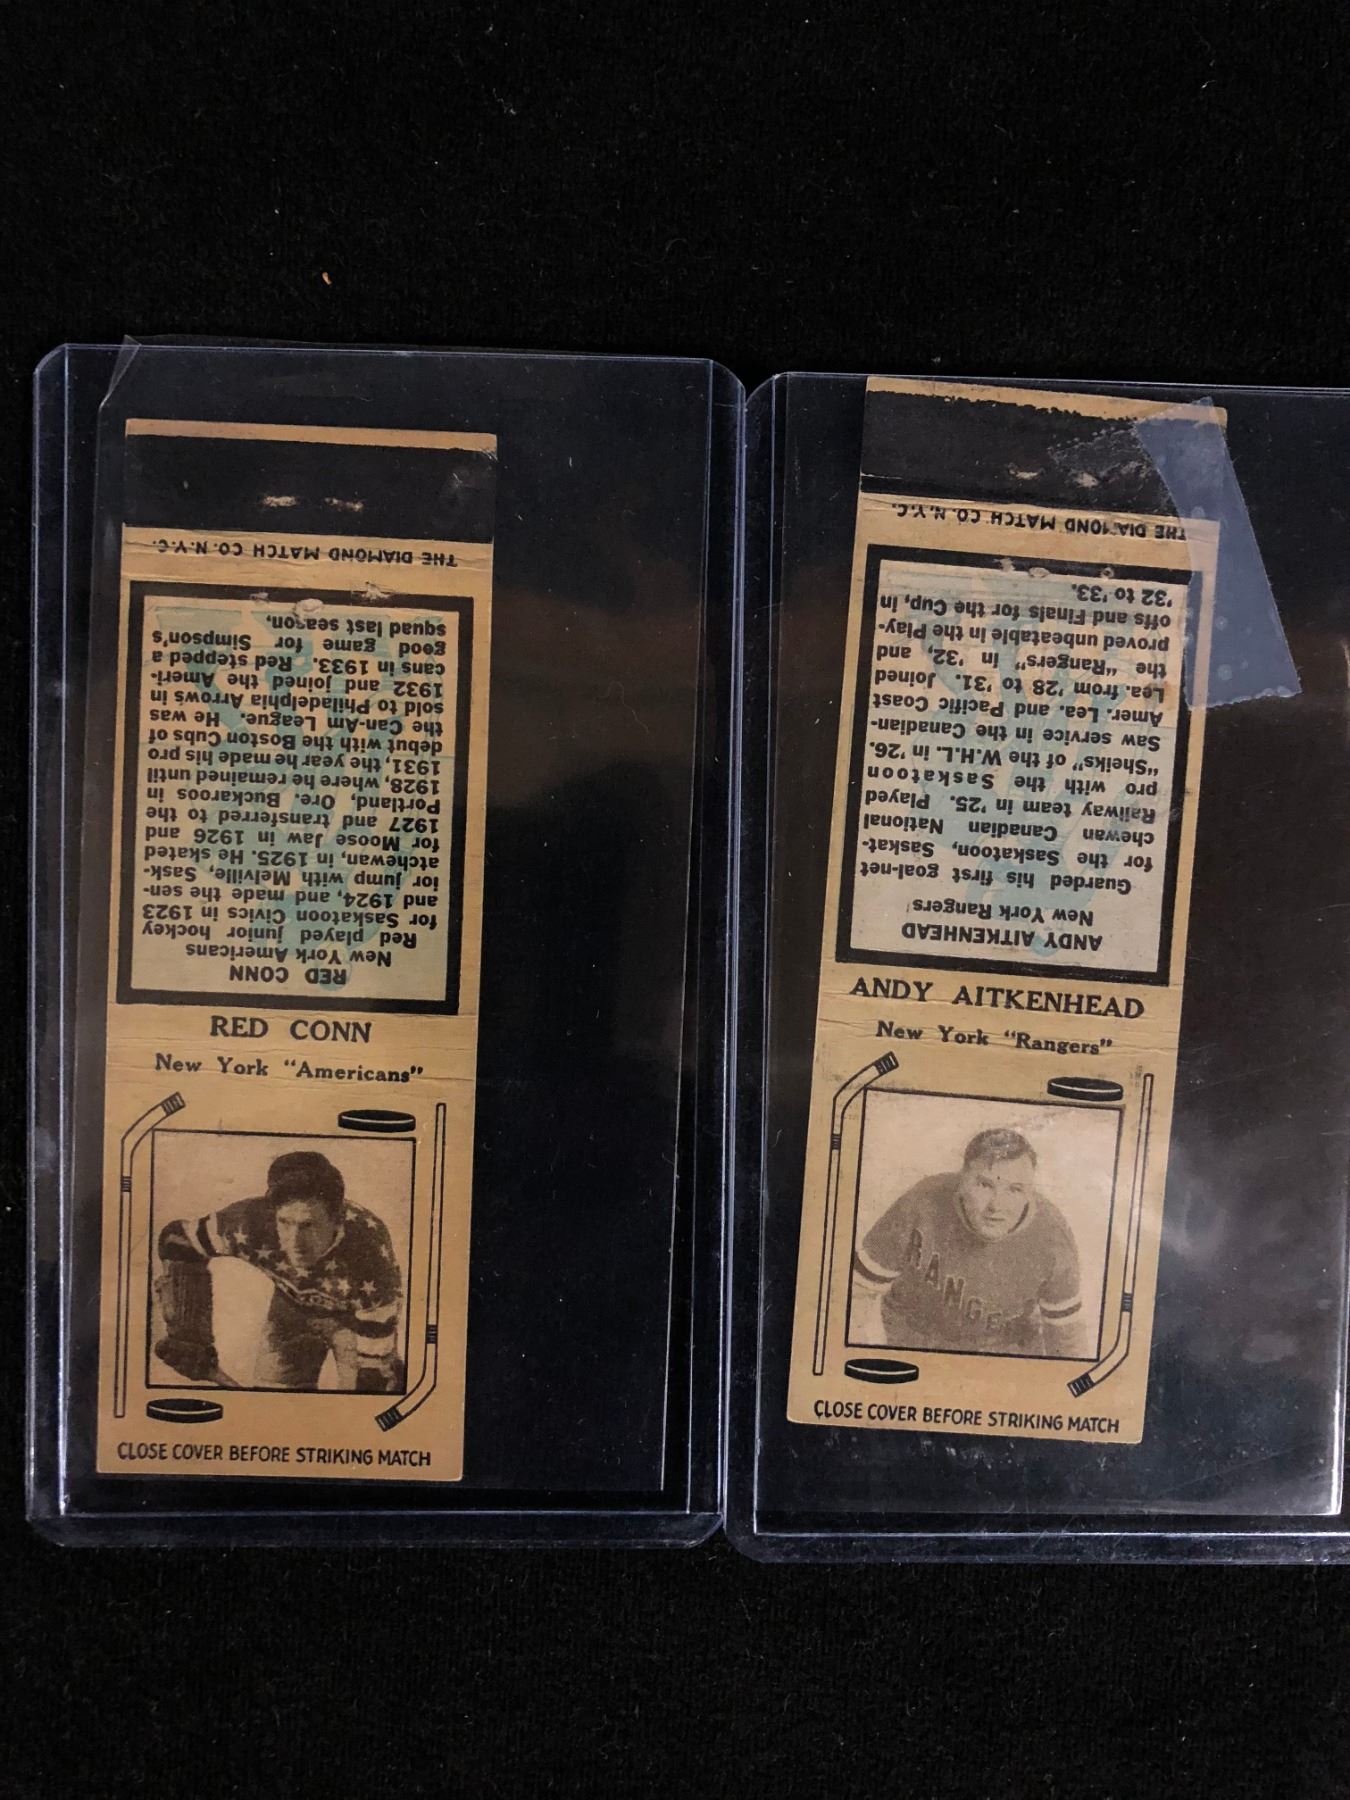 RED CONN
New York "Americans"
CLOSE COVER BEFORE STRIKING MATCH
RED CONN
New York Americans
Red played junior hockey
for Saskatoon Civics in 1923
and 1924, and made the sen-
ior jump with Melville, Sask-
atchewan, in 1925. He skated
for Moose Jaw in 1926 and
1927 and transferred to the
Portland, Ore. Buckaroos in
1928, where he remained until
1931, the year he made his pro
debut with the Boston Cubs of
the Can-Am League. He was
sold to Philadelphia Arrows in
1932 and joined the Ameri-
cans in 1933. Red stepped a
good game for Simpson's
squad last season.
THE DIAMOND MATCH CO. N.Y.C.
ANDY AITKENHEAD
New York "Rangers"
RANGE
CLOSE COVER BEFORE STRIKING MATCH
ANDY AITKENHEAD
New York Rangers
Guarded his first goal-net
for the Saskatoon, Saskat-
chewan Canadian National
Railway team in '25. Played
pro with the Saskatoon
"Sheiks" of the W.H.L. in '26.
Saw service in the Canadian-
Amer. Lea. and Pacific Coast
Lea. from '28 to '31. Joined
the "Rangers" in '32, and
proved unbeatable in the Play-
offs and Finals for the Cup, in
'32 to '33.
THE DIAMOND MATCH CO. N.Y.C.